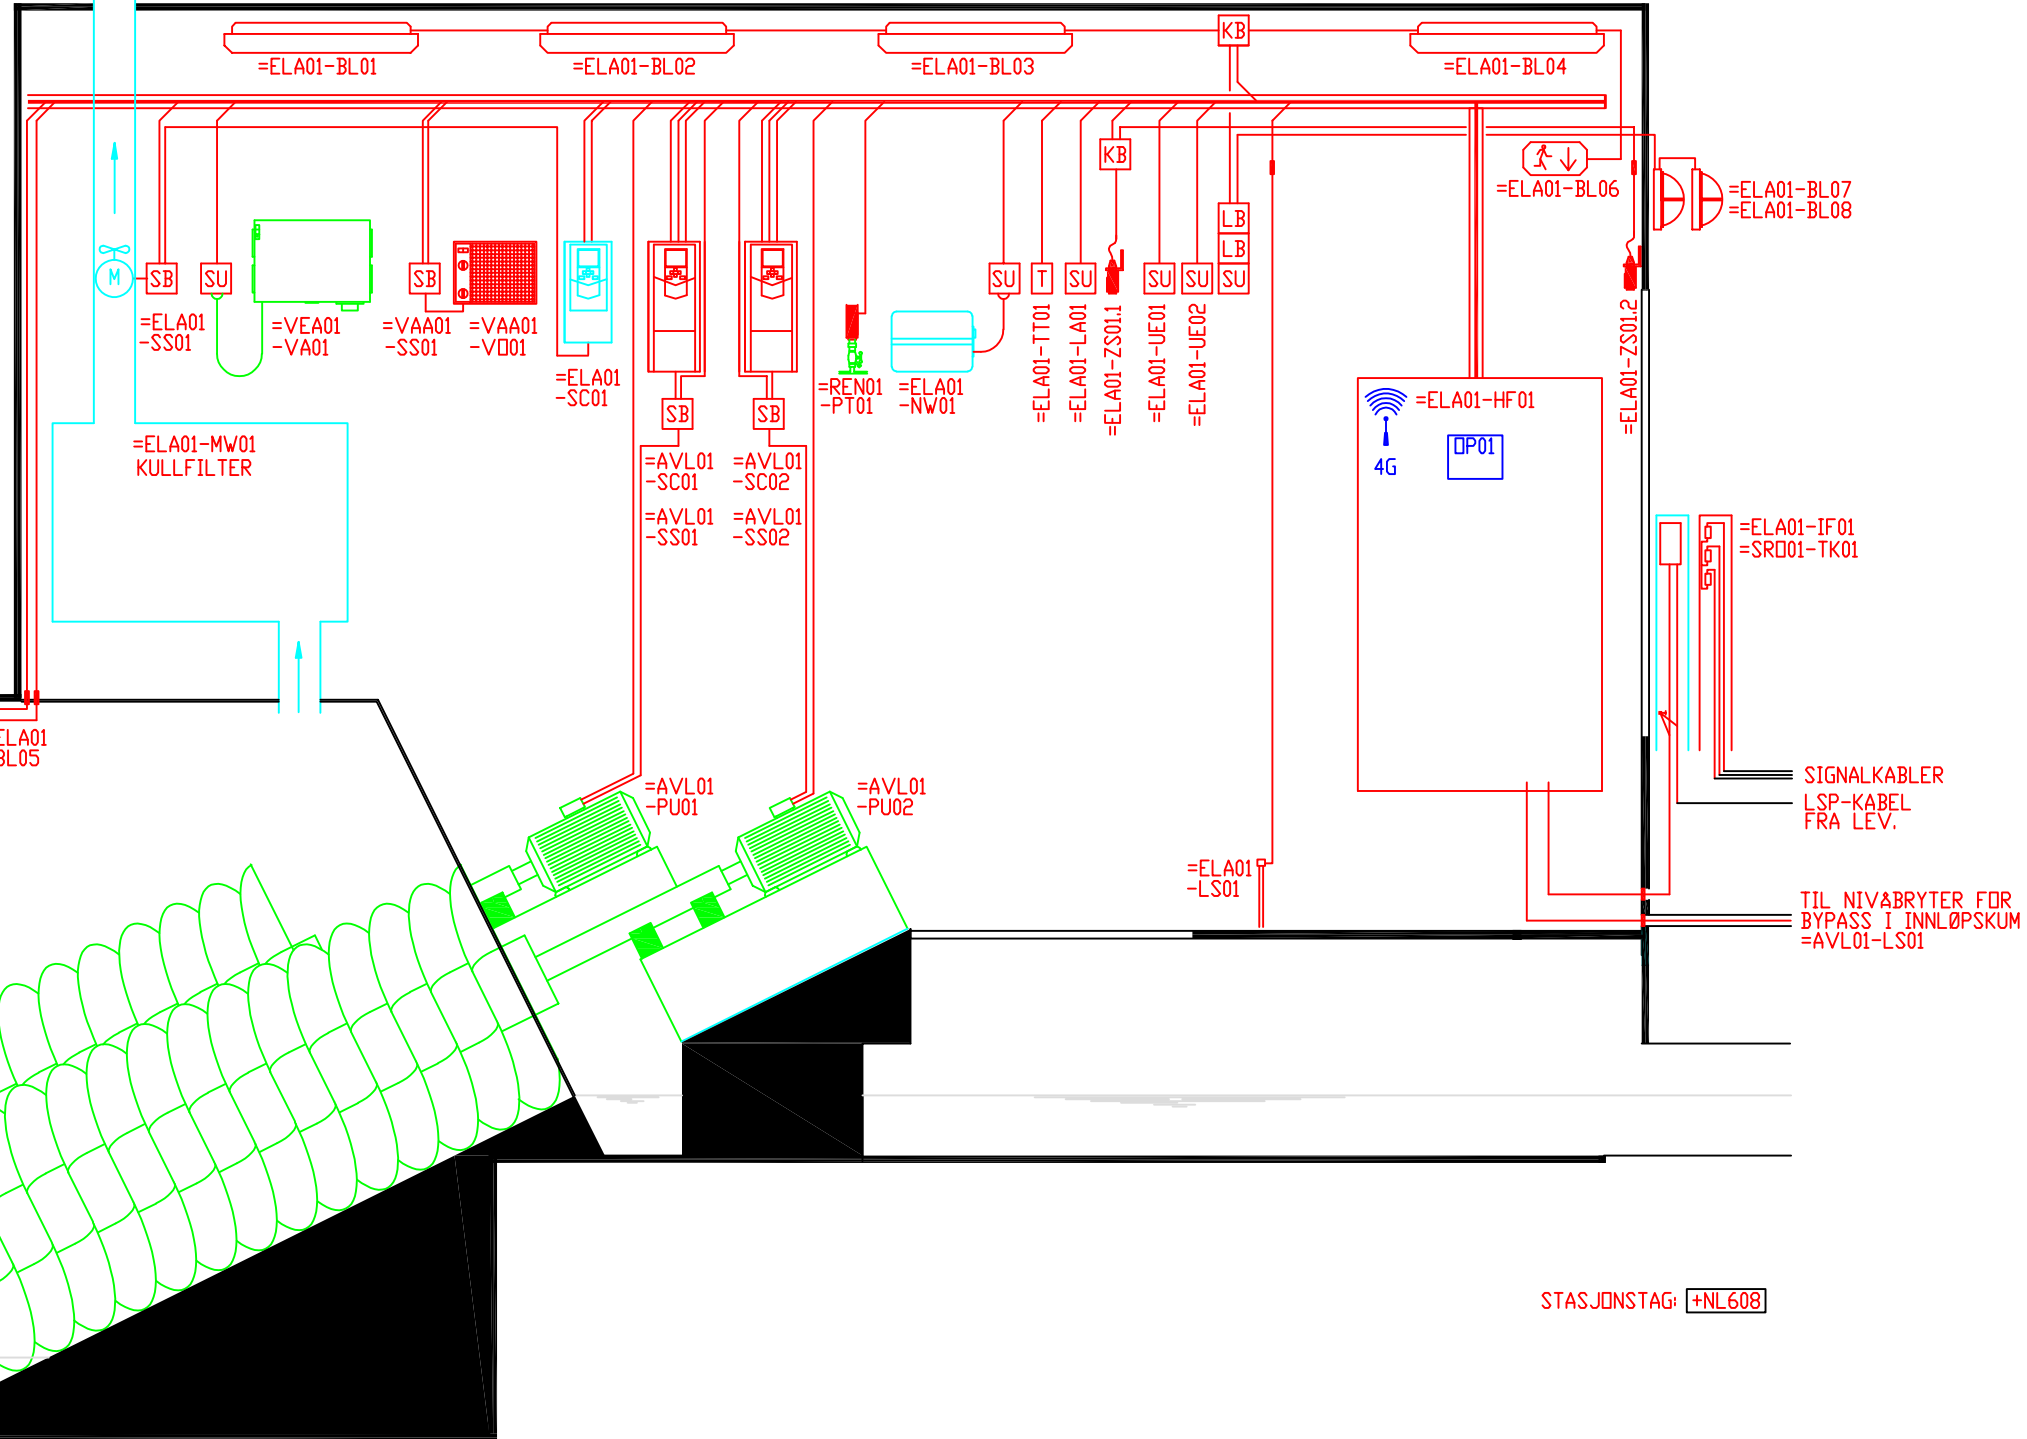 KB
=ELA01-BL01
=ELA01-BL02
=ELA01-BL03
=ELA01-BL04
KB
=ELA01-BL06
=ELA01-BL07
=ELA01-BL08
LB
LB
M
SB
SU
SB
SU
T
SU
SU
SU
SU
=ELA01
-SS01
=VEA01
-VA01
=VAA01
-SS01
=VAA01
-VO01
=ELA01
-SC01
SB
SB
=REN01
-PT01
=ELA01
-NW01
=ELA01-TT01
=ELA01-LA01
=ELA01-ZS01.1
=ELA01-UE01
=ELA01-UE02
=ELA01-ZS01.2
=ELA01-HF01
OP01
4G
=ELA01-MW01
KULLFILTER
=AVL01
-SC01
=AVL01
-SS01
=AVL01
-SC02
=AVL01
-SS02
=ELA01-IF01
=SRO01-TK01
ELA01
BL05
=AVL01
-PU01
=AVL01
-PU02
SIGNALKABLER
LSP-KABEL
FRA LEV.
=ELA01
-LS01
TIL NIVÅBRYTER FOR
BYPASS I INNLØPSKUM
=AVL01-LS01
STASJONSTAG: +NL608